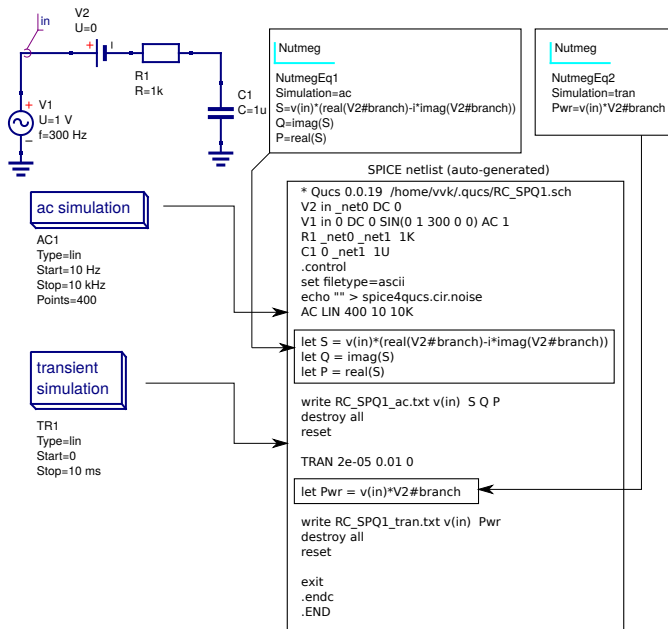 in
V2
U=0
+
I
R1
R=1k
C1
C=1u
+
V1
U=1 V
f=300 Hz
−
Nutmeg
NutmegEq1
Simulation=ac
S=v(in)*(real(V2#branch)-i*imag(V2#branch))
Q=imag(S)
P=real(S)
Nutmeg
NutmegEq2
Simulation=tran
Pwr=v(in)*V2#branch
ac simulation
AC1
Type=lin
Start=10 Hz
Stop=10 kHz
Points=400
transient
simulation
TR1
Type=lin
Start=0
Stop=10 ms
SPICE netlist (auto-generated)
* Qucs 0.0.19  /home/vvk/.qucs/RC_SPQ1.sch
V2 in _net0 DC 0
V1 in 0 DC 0 SIN(0 1 300 0 0) AC 1
R1 _net0 _net1  1K
C1 0 _net1  1U
.control
set filetype=ascii
echo "" > spice4qucs.cir.noise
AC LIN 400 10 10K
let S = v(in)*(real(V2#branch)-i*imag(V2#branch))
let Q = imag(S)
let P = real(S)
write RC_SPQ1_ac.txt v(in)  S Q P
destroy all
reset
TRAN 2e-05 0.01 0
let Pwr = v(in)*V2#branch
write RC_SPQ1_tran.txt v(in)  Pwr
destroy all
reset
exit
.endc
.END